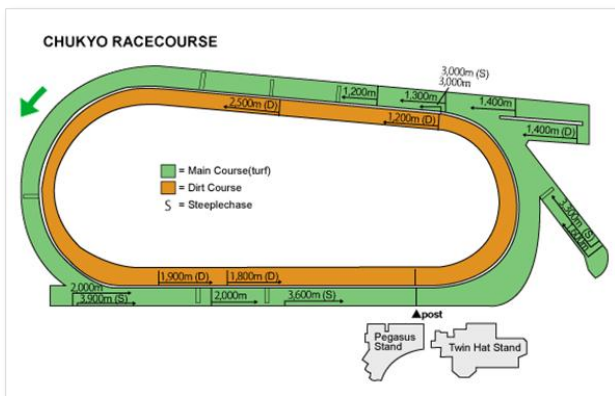 CHUKYO RACECOURSE
3,000m (S)
3,000m
1,200m
1,300m
1,400m
2,500m (D)
1,200m (D)
1,400m (D)
= Main Course(turf)
= Dirt Course
S = Steeplechase
3,300m (S)
1,600m
1,900m (D)
1,800m (D)
2,000m
3,900m (S)
2,000m
3,600m (S)
▲post
Pegasus
Stand
Twin Hat Stand